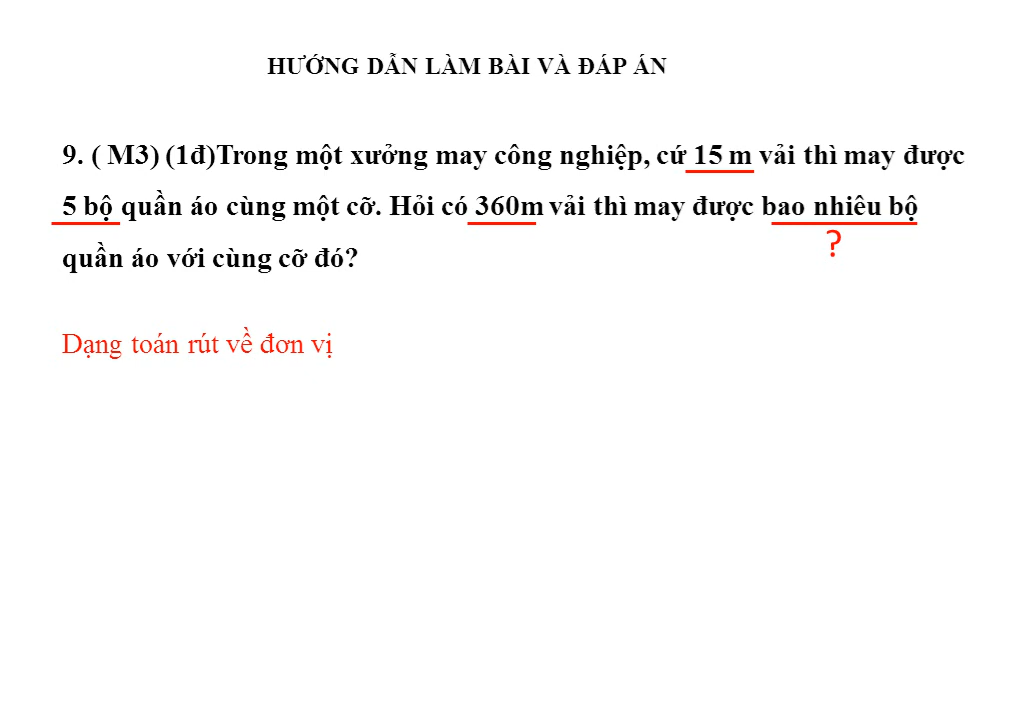 HƯỚNG DẪN LÀM BÀI VÀ ĐÁP ÁN
9. ( M3) (1đ)Trong một xưởng may công nghiệp, cứ 15 m vải thì may được
5 bộ quần áo cùng một cỡ. Hỏi có 360m vải thì may được bao nhiêu bộ
?
quần áo với cùng cỡ đó?
Dạng toán rút về đơn vị